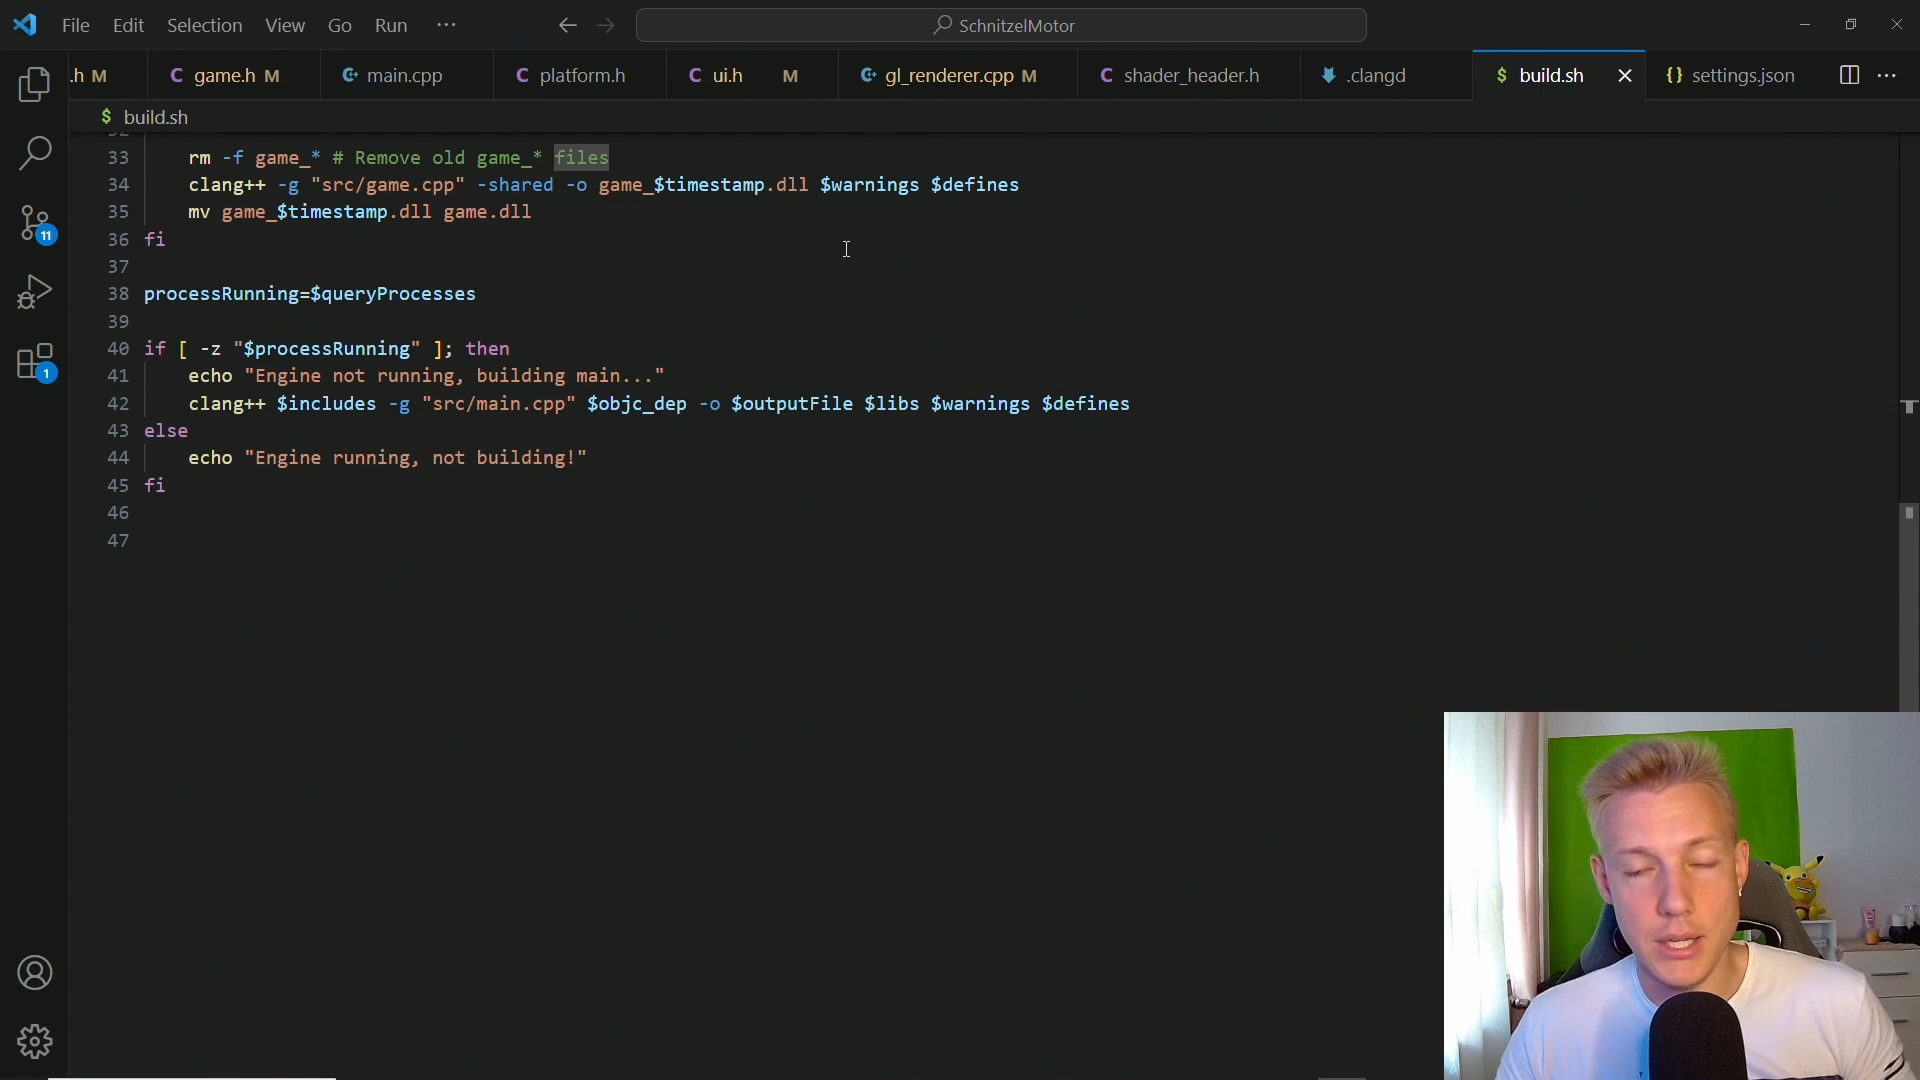 File Edit Selection View Go Run ···
SchnitzelMotor
.h M
C game.h M
main.cpp
C platform.h
C ui.h M
gl_renderer.cpp M
C shader_header.h
.clangd
$ build.sh
{} settings.json
$ build.sh
33 rm -f game_* # Remove old game_* files
34 clang++ -g "src/game.cpp" -shared -o game_$timestamp.dll $warnings $defines
35 mv game_$timestamp.dll game.dll
36 fi
37
38 processRunning=$queryProcesses
39
40 if [ -z "$processRunning" ]; then
41 echo "Engine not running, building main..."
42 clang++ $includes -g "src/main.cpp" $objc_dep -o $outputFile $libs $warnings $defines
43 else
44 echo "Engine running, not building!"
45 fi
46
47
11
1